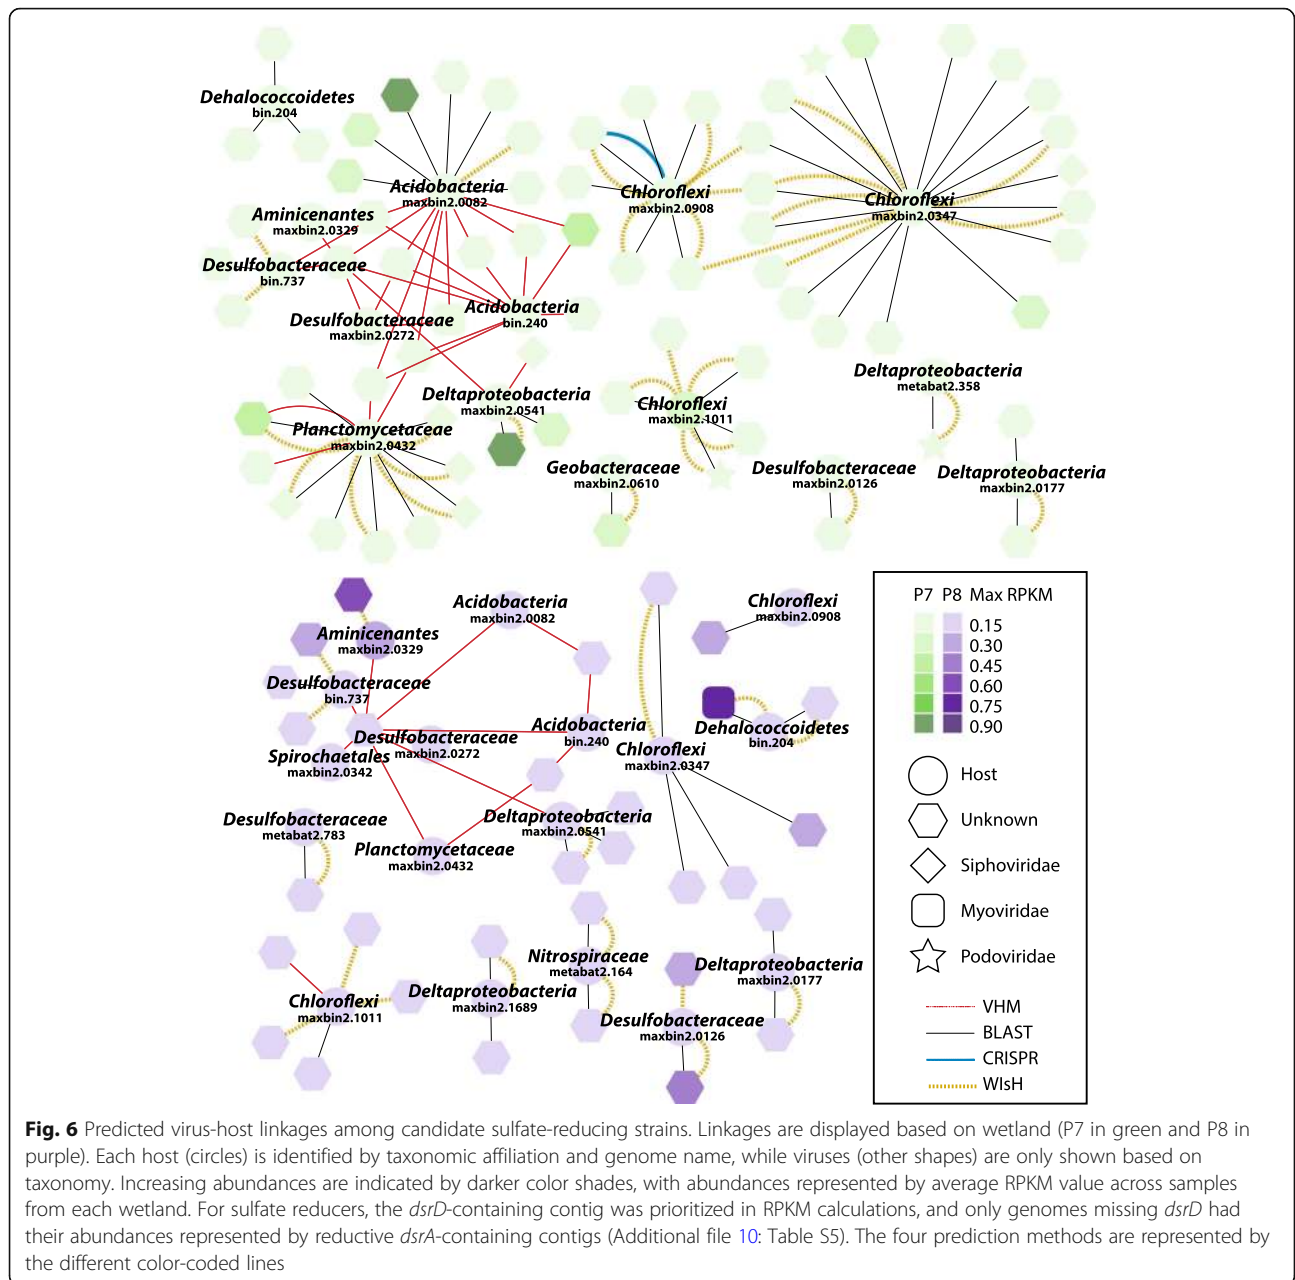 Dehalococcoidetes
bin.204
Acidobacteria
maxbin2.0082
Aminicenantes
maxbin2.0329
Desulfobacteraceae
bin.737
Desulfobacteraceae
maxbin2.0272
Acidobacteria
bin.240
Chloroflexi
maxbin2.0908
Chloroflexi
maxbin2.0347
Deltaproteobacteria
maxbin2.0541
Planctomycetaceae
maxbin2.0432
Chloroflexi
maxbin2.1011
Deltaproteobacteria
metabat2.358
Geobacteraceae
maxbin2.0610
Desulfobacteraceae
maxbin2.0126
Deltaproteobacteria
maxbin2.0177
Acidobacteria
maxbin2.0082
Aminicenantes
maxbin2.0329
Desulfobacteraceae
bin.737
Desulfobacteraceae
maxbin2.0272
Spirochaetales
maxbin2.0342
Acidobacteria
bin.240
Chloroflexi
maxbin2.0908
Dehalococcoidetes
bin.204
Chloroflexi
maxbin2.0347
Desulfobacteraceae
metabat2.783
Planctomycetaceae
maxbin2.0432
Deltaproteobacteria
maxbin2.0541
Chloroflexi
maxbin2.1011
Deltaproteobacteria
maxbin2.1689
Nitrospiraceae
metabat2.164
Desulfobacteraceae
maxbin2.0126
Deltaproteobacteria
maxbin2.0177
P7 P8 Max RPKM
0.15
0.30
0.45
0.60
0.75
0.90
Host
Unknown
Siphoviridae
Myoviridae
Podoviridae
VHM
BLAST
CRISPR
WIsH
Fig. 6 Predicted virus-host linkages among candidate sulfate-reducing strains. Linkages are displayed based on wetland (P7 in green and P8 in
purple). Each host (circles) is identified by taxonomic affiliation and genome name, while viruses (other shapes) are only shown based on
taxonomy. Increasing abundances are indicated by darker color shades, with abundances represented by average RPKM value across samples
from each wetland. For sulfate reducers, the dsrD-containing contig was prioritized in RPKM calculations, and only genomes missing dsrD had
their abundances represented by reductive dsrA-containing contigs (Additional file 10: Table S5). The four prediction methods are represented by
the different color-coded lines